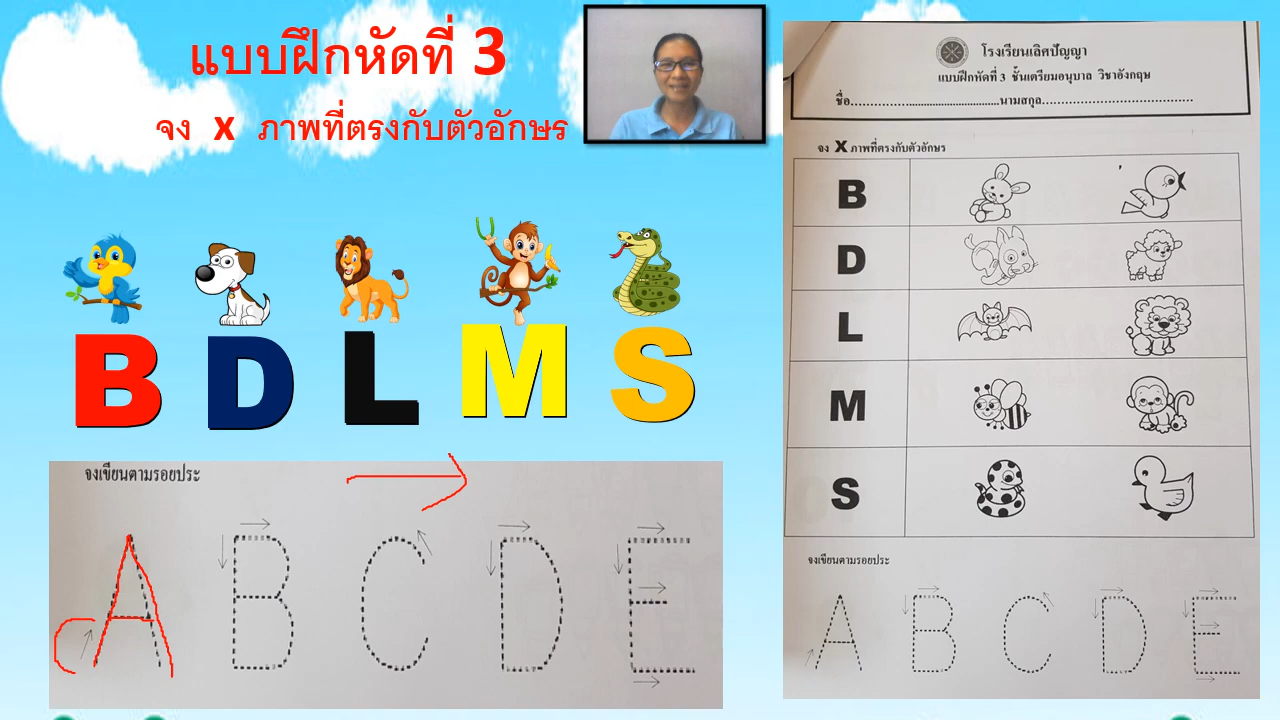 แบบฝึกหัดที่ 3
จง x ภาพที่ตรงกับตัวอักษร
B D L M S
จงเขียนตามรอยประ
A B C D E
โรงเรียนเลิศปัญญา
แบบฝึกหัดที่ 3 ชั้นเตรียมอนุบาล วิชาอังกฤษ
ชื่อ................................................นามสกุล..........................................
จง X ภาพที่ตรงกับตัวอักษร
B
D
L
M
S
จงเขียนตามรอยประ
A B C D E